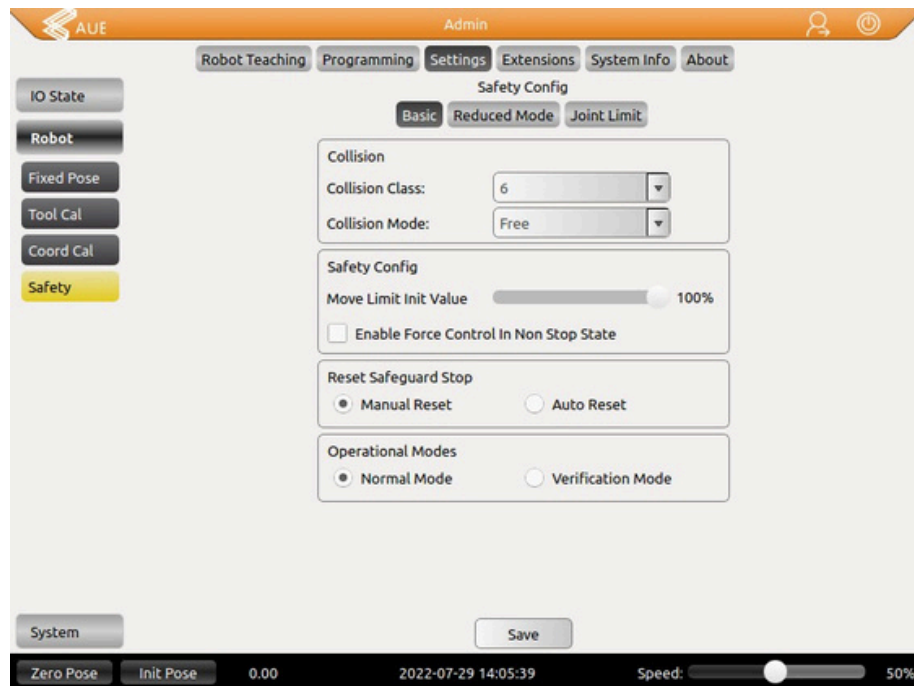 AUE Admin
Robot Teaching Programming Settings Extensions System Info About
Safety Config
IO State
Basic Reduced Mode Joint Limit
Robot
Collision
Fixed Pose
Collision Class: 6
Tool Cal
Collision Mode: Free
Coord Cal
Safety Config
Safety
Move Limit Init Value 100%
Enable Force Control In Non Stop State
Reset Safeguard Stop
Manual Reset Auto Reset
Operational Modes
Normal Mode Verification Mode
System Save
Zero Pose Init Pose 0.00 2022-07-29 14:05:39 Speed: 50%